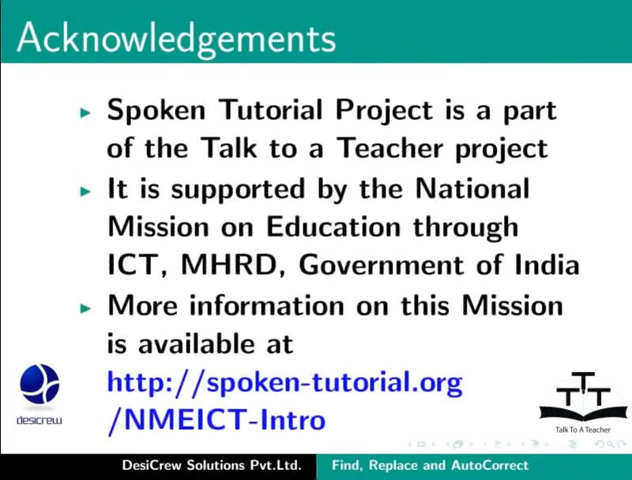 Acknowledgements
Spoken Tutorial Project is a part
of the Talk to a Teacher project
It is supported by the National
Mission on Education through
ICT, MHRD, Government of India
More information on this Mission
is available at
http://spoken-tutorial.org
/NMEICT-Intro
desicrew
TTT
Talk To A Teacher
DesiCrew Solutions Pvt.Ltd.
Find, Replace and AutoCorrect